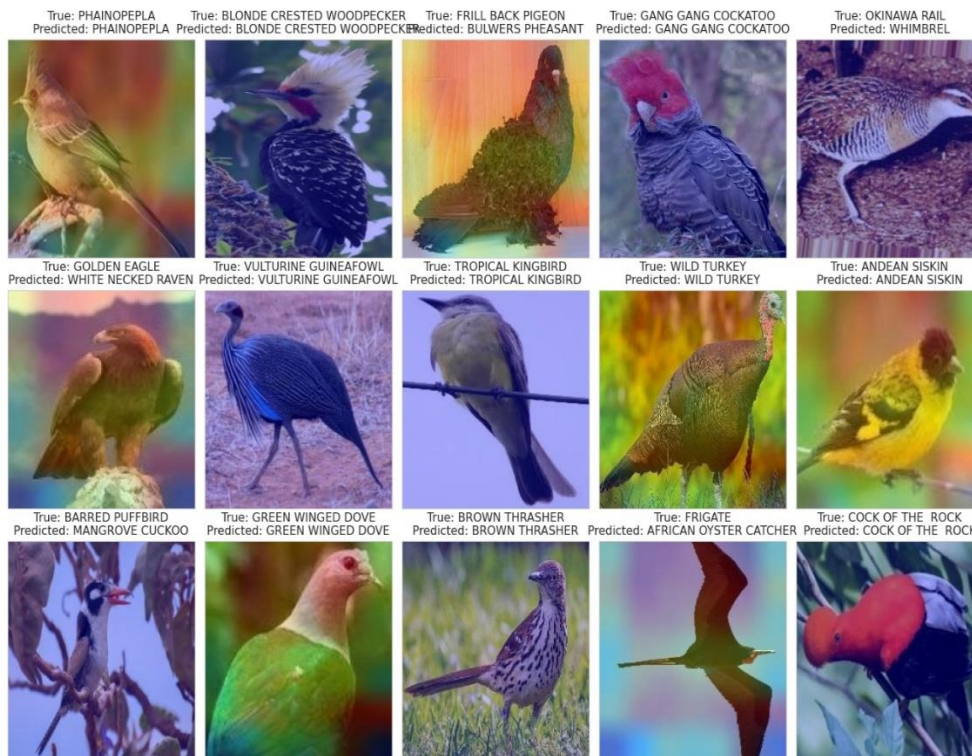 True: PHAINOPEPLA
Predicted: PHAINOPEPLA
True: BLONDE CRESTED WOODPECKER
Predicted: BLONDE CRESTED WOODPECKER
True: FRILL BACK PIGEON
Predicted: BULWERS PHEASANT
True: GANG GANG COCKATOO
Predicted: GANG GANG COCKATOO
True: OKINAWA RAIL
Predicted: WHIMBREL
True: GOLDEN EAGLE
Predicted: WHITE NECKED RAVEN
True: VULTURINE GUINEAFOWL
Predicted: VULTURINE GUINEAFOWL
True: TROPICAL KINGBIRD
Predicted: TROPICAL KINGBIRD
True: WILD TURKEY
Predicted: WILD TURKEY
True: ANDEAN SISKIN
Predicted: ANDEAN SISKIN
True: BARRED PUFFBIRD
Predicted: MANGROVE CUCKOO
True: GREEN WINGED DOVE
Predicted: GREEN WINGED DOVE
True: BROWN THRASHER
Predicted: BROWN THRASHER
True: FRIGATE
Predicted: AFRICAN OYSTER CATCHER
True: COCK OF THE  ROCK
Predicted: COCK OF THE  ROCK